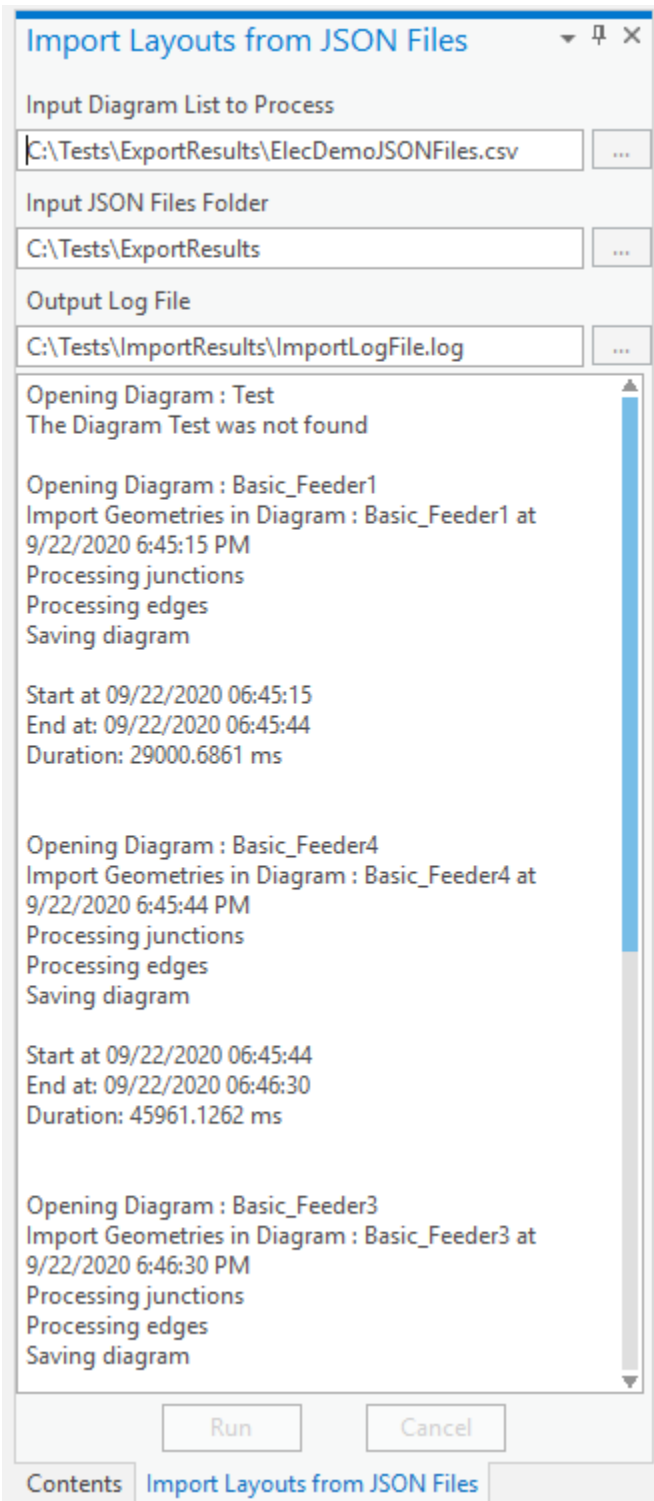 Import Layouts from JSON Files
Input Diagram List to Process
C:\Tests\ExportResults\ElecDemoJSONFiles.csv
...
Input JSON Files Folder
C:\Tests\ExportResults
...
Output Log File
C:\Tests\ImportResults\ImportLogFile.log
...
Opening Diagram : Test
The Diagram Test was not found
Opening Diagram : Basic_Feeder1
Import Geometries in Diagram : Basic_Feeder1 at
9/22/2020 6:45:15 PM
Processing junctions
Processing edges
Saving diagram
Start at 09/22/2020 06:45:15
End at: 09/22/2020 06:45:44
Duration: 29000.6861 ms
Opening Diagram : Basic_Feeder4
Import Geometries in Diagram : Basic_Feeder4 at
9/22/2020 6:45:44 PM
Processing junctions
Processing edges
Saving diagram
Start at 09/22/2020 06:45:44
End at: 09/22/2020 06:46:30
Duration: 45961.1262 ms
Opening Diagram : Basic_Feeder3
Import Geometries in Diagram : Basic_Feeder3 at
9/22/2020 6:46:30 PM
Processing junctions
Processing edges
Saving diagram
Run Cancel
Contents Import Layouts from JSON Files